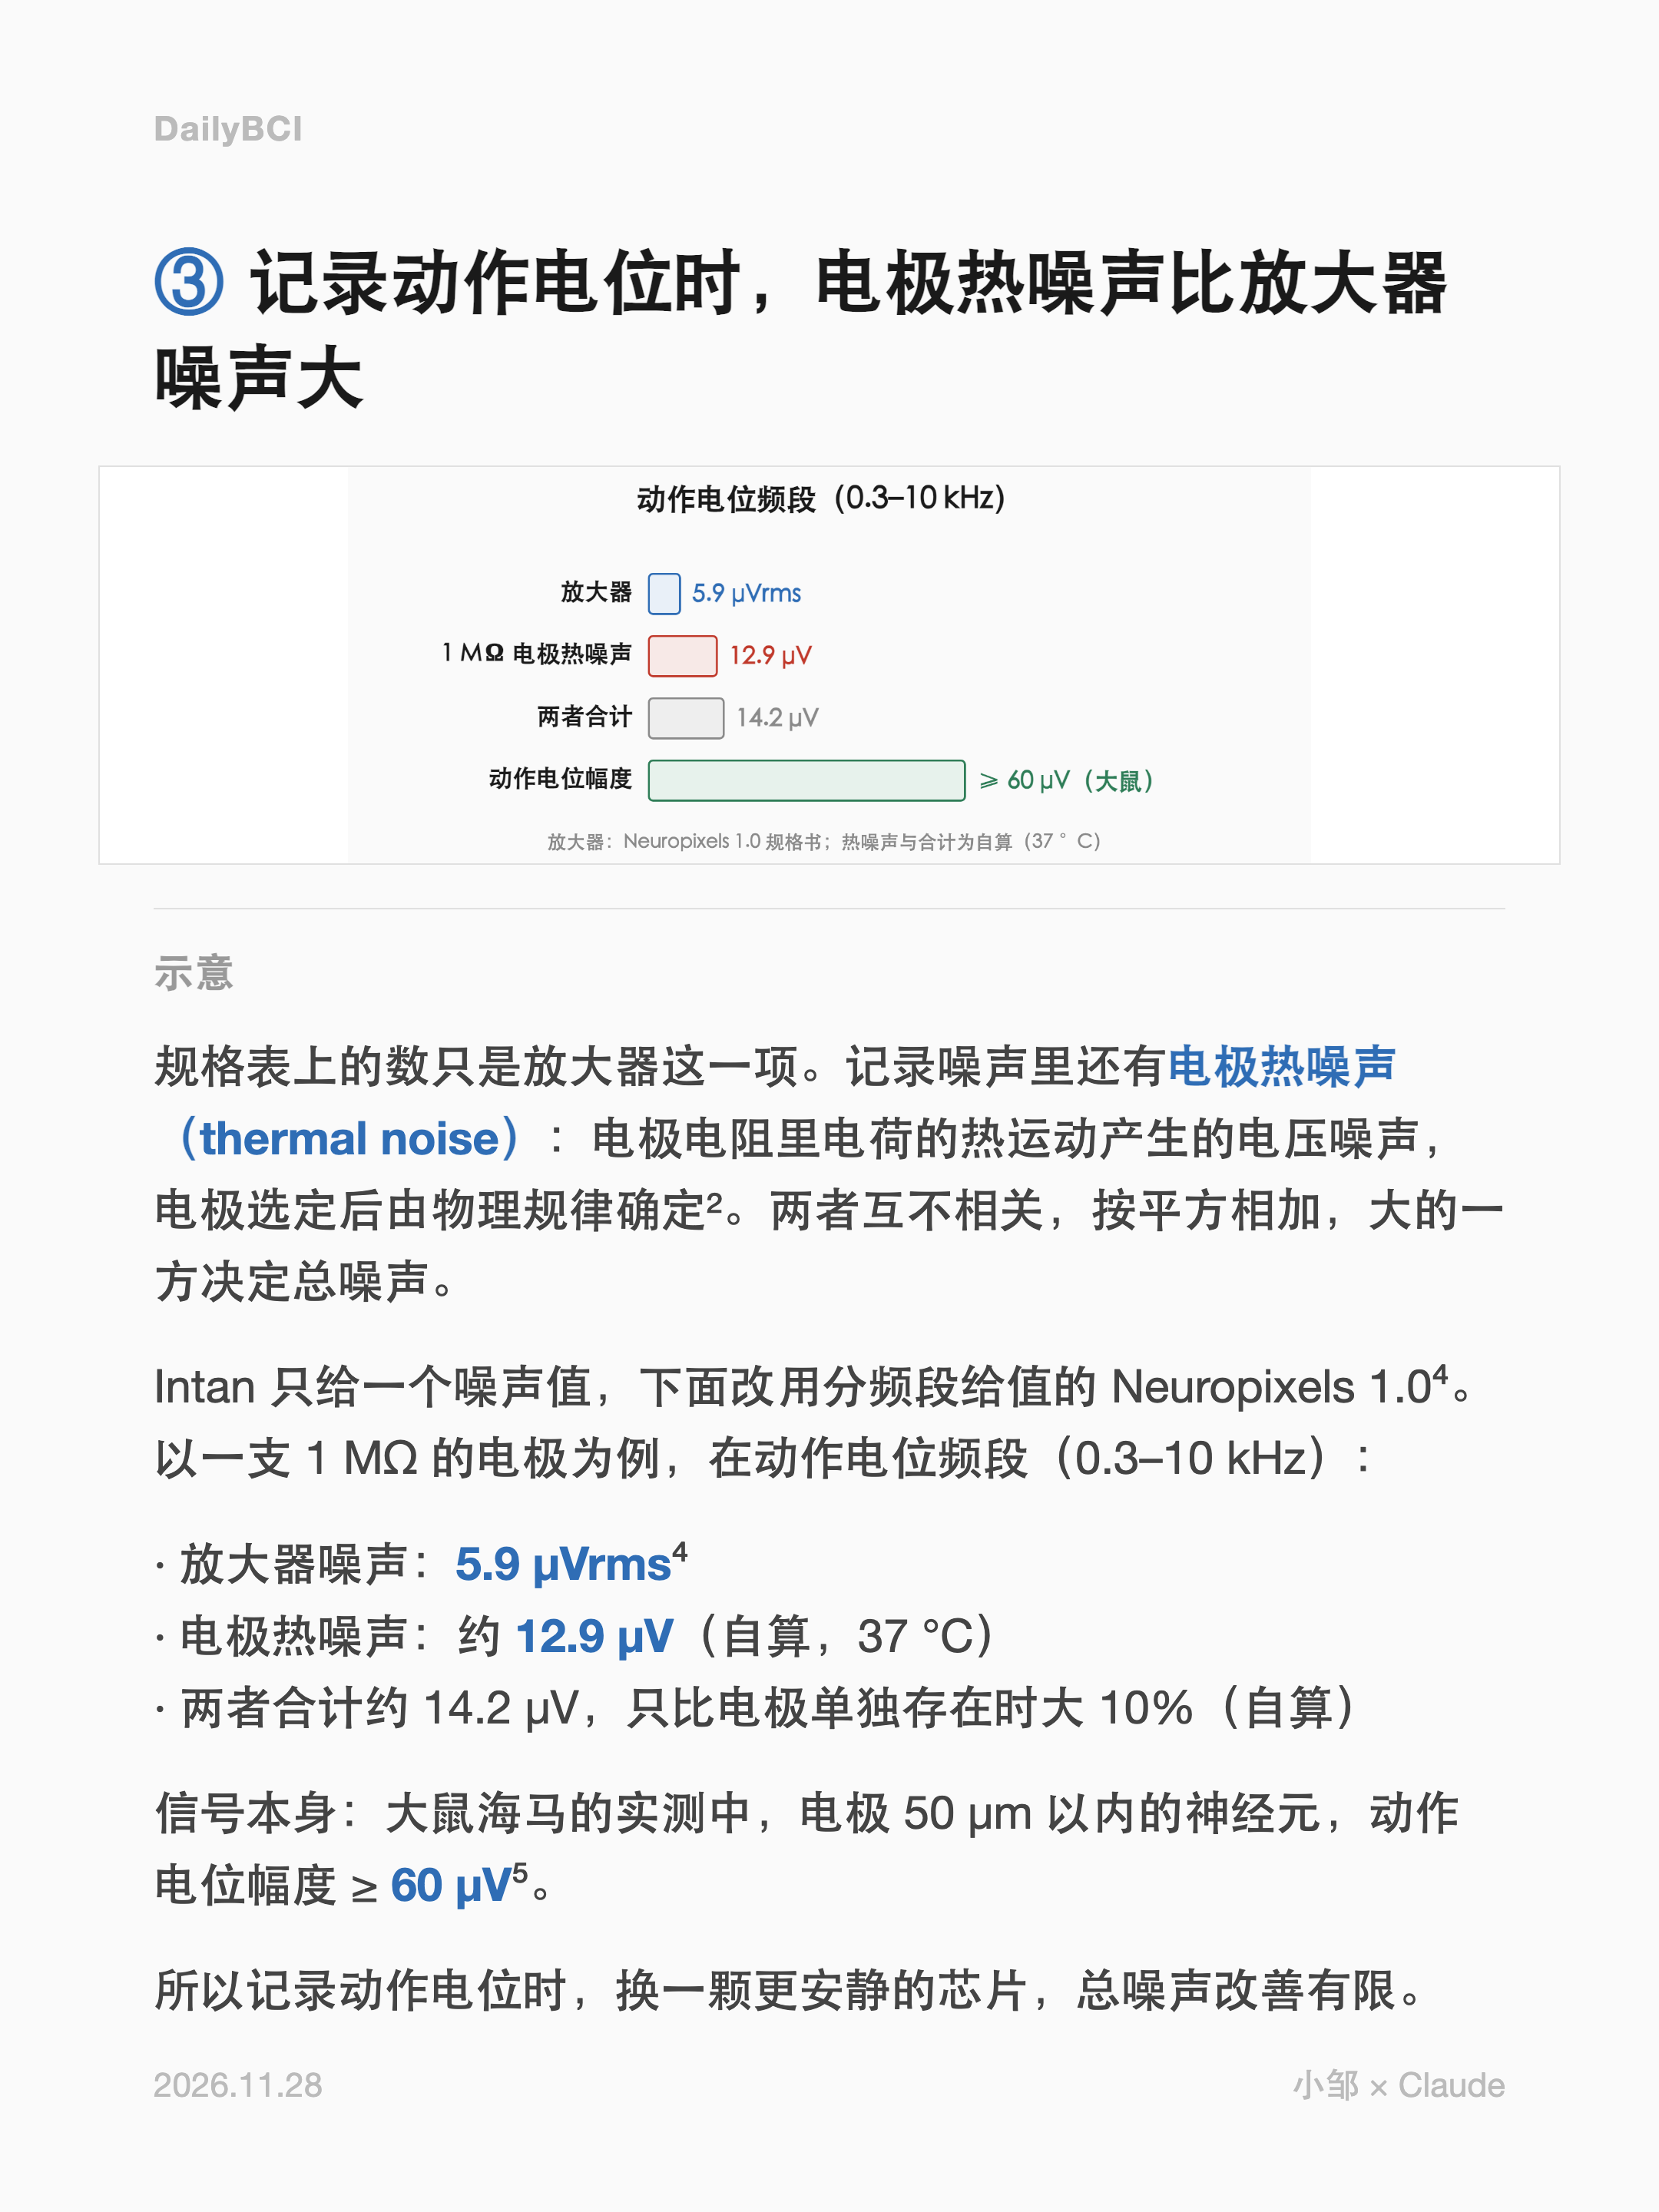 DailyBCI
③ 记录动作电位时，电极热噪声比放大器
噪声大
动作电位频段（0.3–10 kHz）
放大器 5.9 µVrms
1 MΩ 电极热噪声 12.9 µV
两者合计 14.2 µV
动作电位幅度 ⩾ 60 µV（大鼠）
放大器：Neuropixels 1.0 规格书；热噪声与合计为自算（37 ° C）
示意
规格表上的数只是放大器这一项。记录噪声里还有电极热噪声
（thermal noise）：电极电阻里电荷的热运动产生的电压噪声，
电极选定后由物理规律确定²。两者互不相关，按平方相加，大的一
方决定总噪声。
Intan 只给一个噪声值，下面改用分频段给值的 Neuropixels 1.0⁴。
以一支 1 MΩ 的电极为例，在动作电位频段（0.3–10 kHz）：
· 放大器噪声：5.9 µVrms⁴
· 电极热噪声：约 12.9 µV（自算，37 °C）
· 两者合计约 14.2 µV，只比电极单独存在时大 10%（自算）
信号本身：大鼠海马的实测中，电极 50 µm 以内的神经元，动作
电位幅度 ≥ 60 µV⁵。
所以记录动作电位时，换一颗更安静的芯片，总噪声改善有限。
2026.11.28
小邹 × Claude